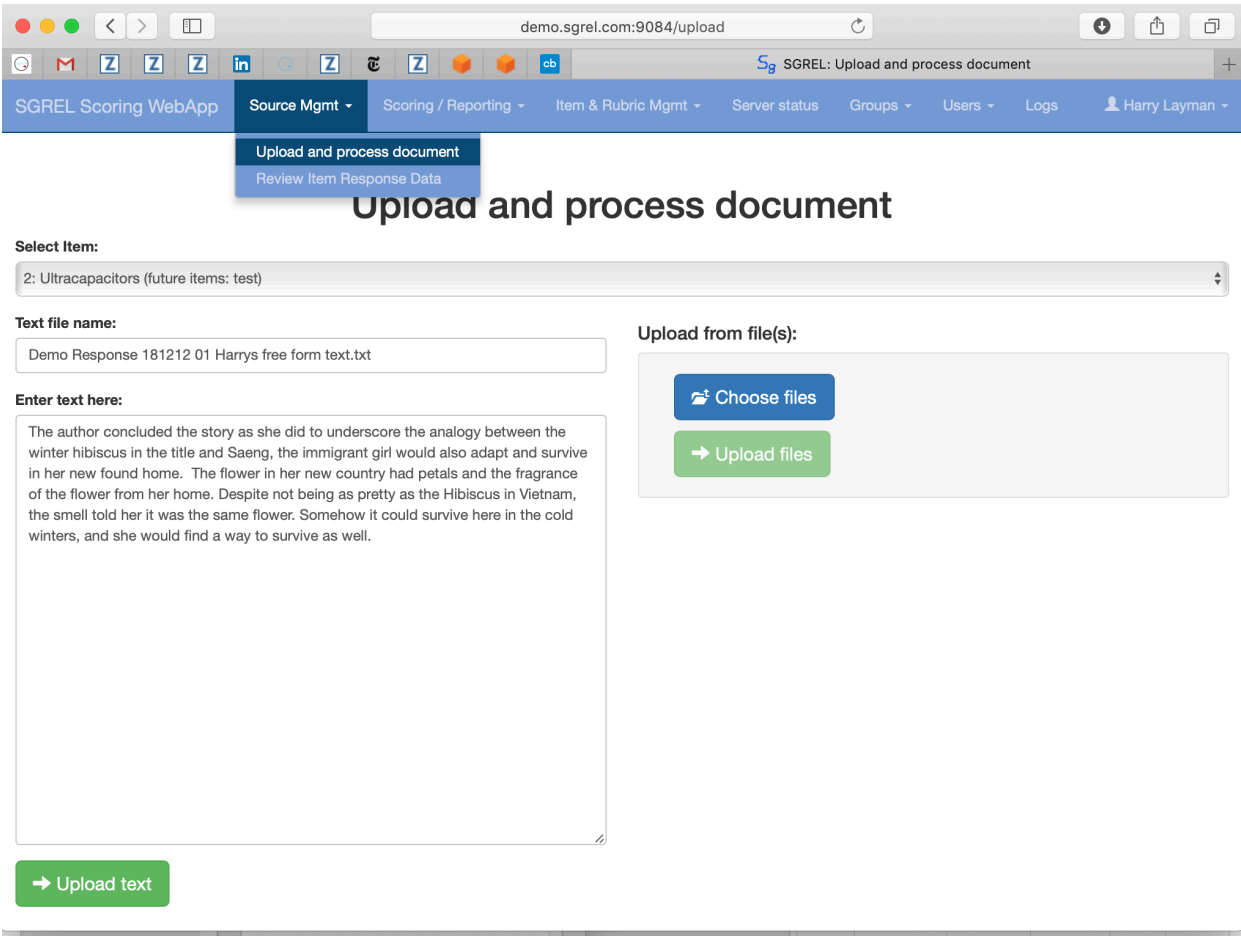 demo.sgrel.com:9084/upload
Z Z Z in Z Z cb SGREL: Upload and process document
SGREL Scoring WebApp Source Mgmt Scoring / Reporting Item & Rubric Mgmt Server status Groups Users Logs Harry Layman
Upload and process document
Review Item Response Data
Upload and process document
Select Item:
2: Ultracapacitors (future items: test)
Text file name:
Demo Response 181212 01 Harrys free form text.txt
Enter text here:
The author concluded the story as she did to underscore the analogy between the
winter hibiscus in the title and Saeng, the immigrant girl would also adapt and survive
in her new found home.  The flower in her new country had petals and the fragrance
of the flower from her home. Despite not being as pretty as the Hibiscus in Vietnam,
the smell told her it was the same flower. Somehow it could survive here in the cold
winters, and she would find a way to survive as well.
Upload text
Upload from file(s):
Choose files
Upload files